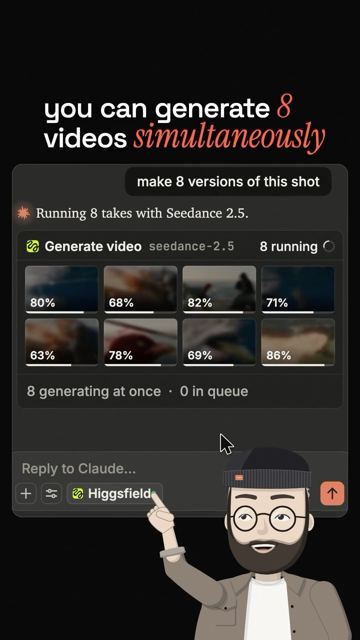 you can generate 8
videos simultaneously
make 8 versions of this shot
Running 8 takes with Seedance 2.5.
Generate video seedance-2.5 8 running
80% 68% 82% 71%
63% 78% 69% 86%
8 generating at once · 0 in queue
Reply to Claude...
Higgsfield